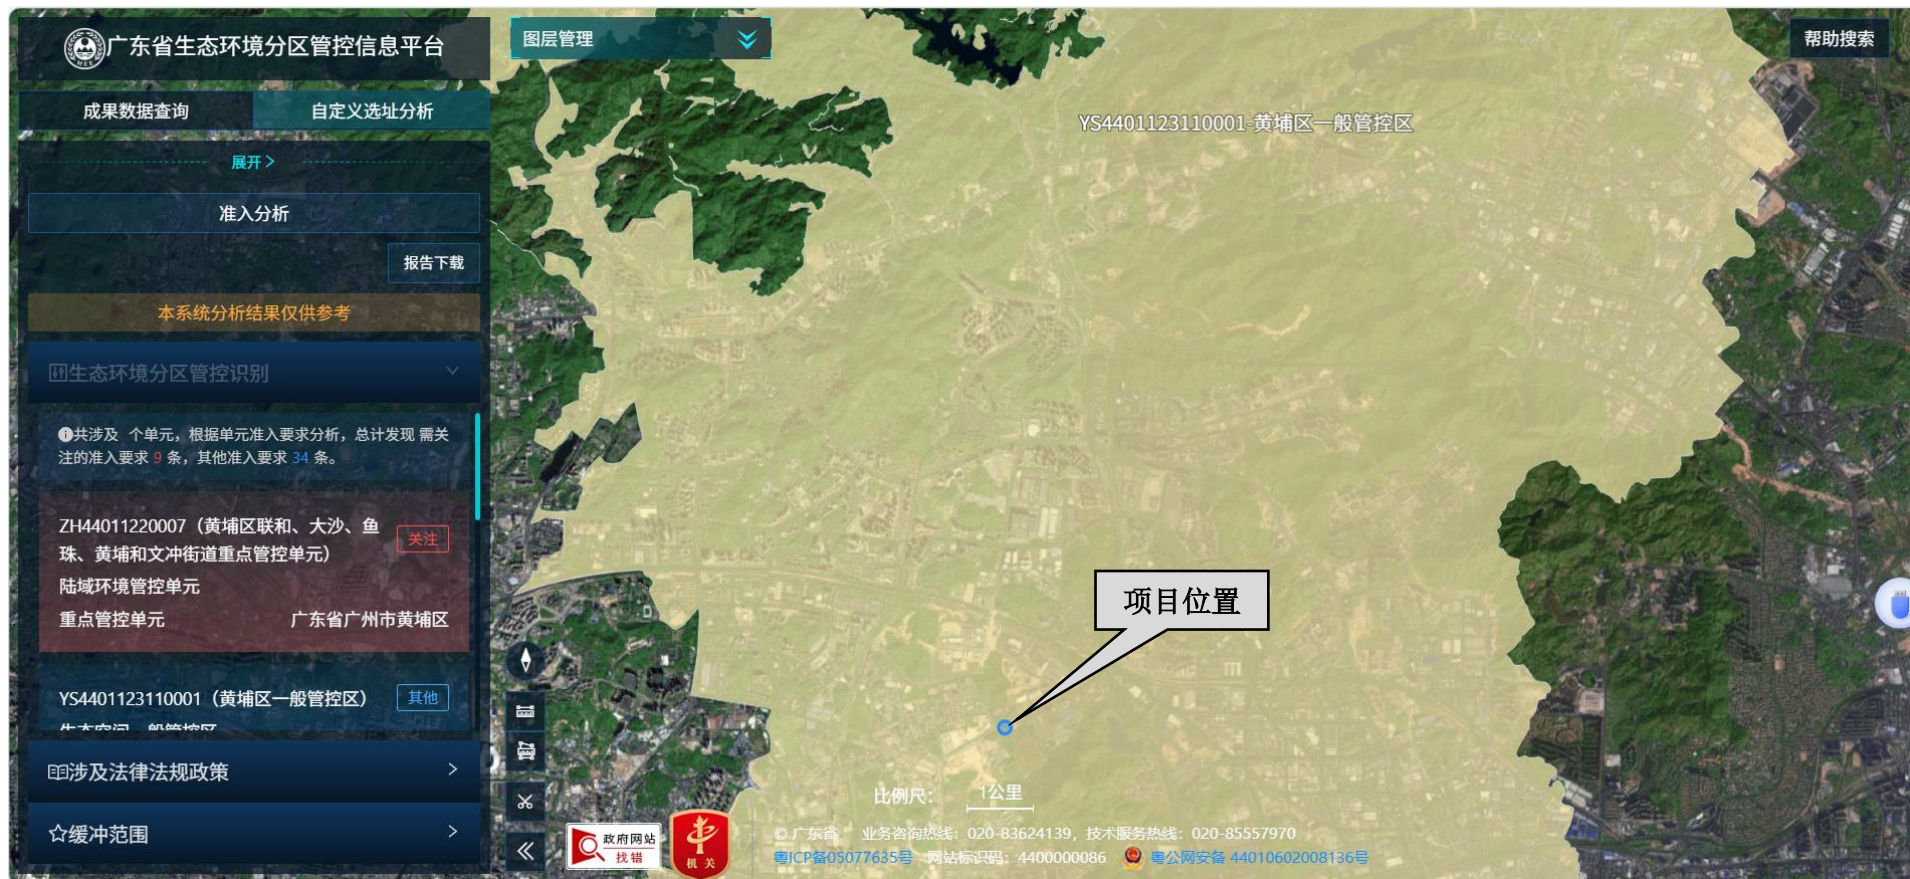 广东省生态环境分区管控信息平台
图层管理
帮助搜索
成果数据查询
自定义选址分析
展开 >
准入分析
报告下载
本系统分析结果仅供参考
生态环境分区管控识别
共涉及 个单元，根据单元准入要求分析，总计发现 需关
注的准入要求 9 条，其他准入要求 34 条。
ZH44011220007（黄埔区联和、大沙、鱼
珠、黄埔和文冲街道重点管控单元）
关注
陆域环境管控单元
重点管控单元
广东省广州市黄埔区
YS4401123110001（黄埔区一般管控区）
其他
生态空间一般管控区
涉及法律法规政策
缓冲范围
YS4401123110001-黄埔区一般管控区
项目位置
比例尺：
1公里
政府网站
找错
机关
© 广东省 业务咨询热线：020-83624139，技术服务热线：020-85557970
粤ICP备05077635号 网站标识码：4400000086 粤公网安备 44010602008136号